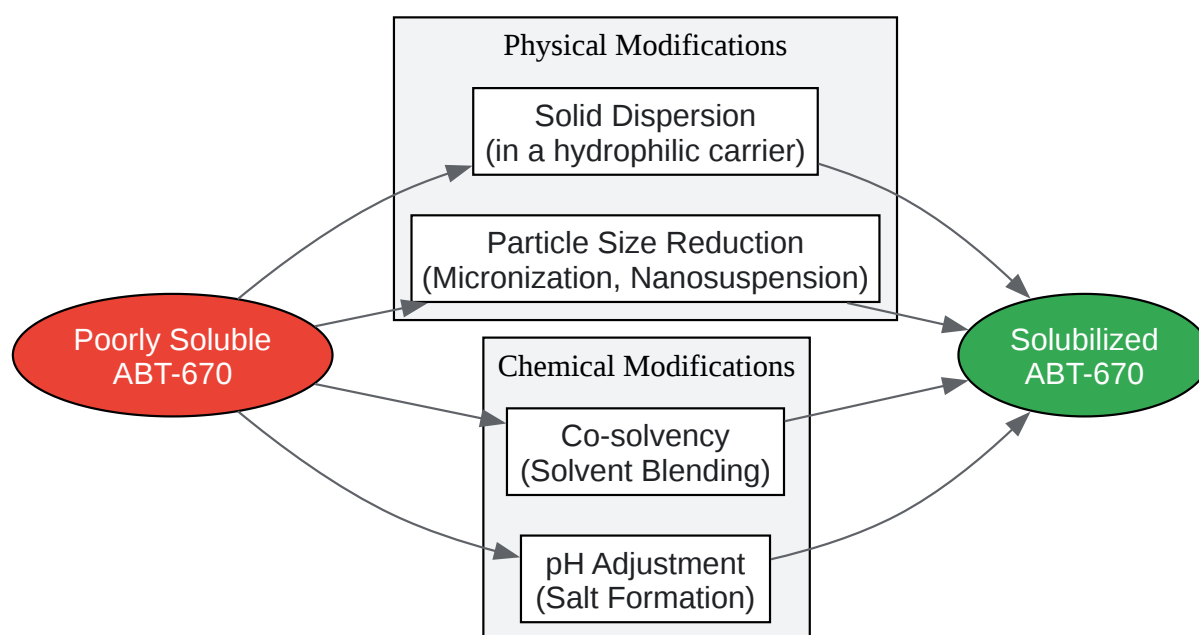 Physical Modifications
Solid Dispersion
(in a hydrophilic carrier)
Particle Size Reduction
(Micronization, Nanosuspension)
Poorly Soluble
ABT-670
Solubilized
ABT-670
Chemical Modifications
Co-solvency
(Solvent Blending)
pH Adjustment
(Salt Formation)